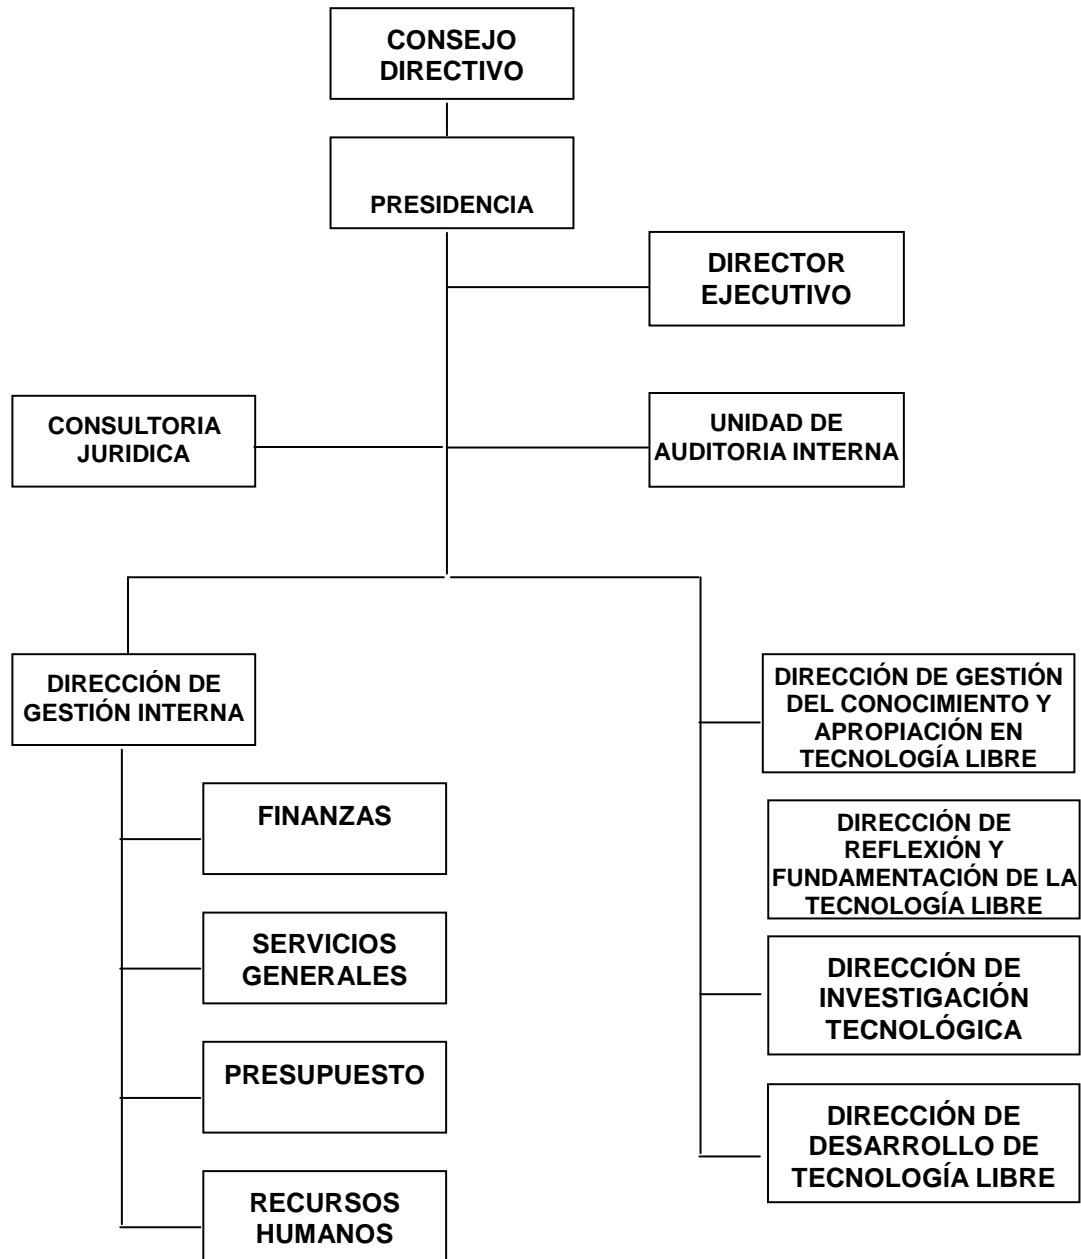 CONSEJO
DIRECTIVO
PRESIDENCIA
DIRECTOR
EJECUTIVO
CONSULTORIA
JURIDICA
UNIDAD DE
AUDITORIA INTERNA
DIRECCIÓN DE
GESTIÓN INTERNA
FINANZAS
SERVICIOS
GENERALES
PRESUPUESTO
RECURSOS
HUMANOS
DIRECCIÓN DE GESTIÓN
DEL CONOCIMIENTO Y
APROPIACIÓN EN
TECNOLOGÍA LIBRE
DIRECCIÓN DE
REFLEXIÓN Y
FUNDAMENTACIÓN DE LA
TECNOLOGÍA LIBRE
DIRECCIÓN DE
INVESTIGACIÓN
TECNOLÓGICA
DIRECCIÓN DE
DESARROLLO DE
TECNOLOGÍA LIBRE